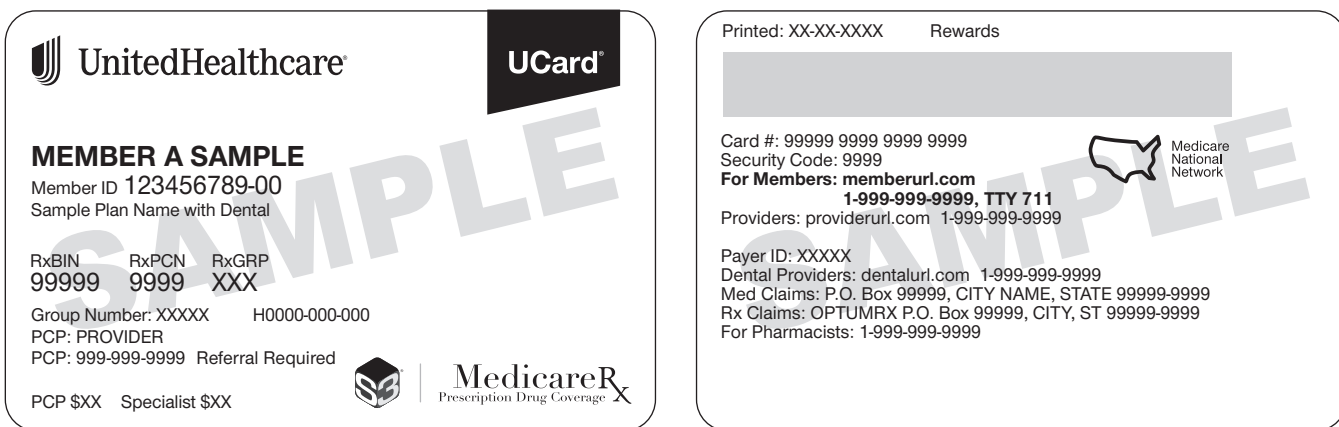 UnitedHealthcare®
UCard®
SAMPLE
MEMBER A SAMPLE
Member ID 123456789-00
Sample Plan Name with Dental
RxBIN RxPCN RxGRP
99999 9999 XXX
Group Number: XXXXX H0000-000-000
PCP: PROVIDER
PCP: 999-999-9999 Referral Required
PCP $XX Specialist $XX
S3®
MedicareRx
Prescription Drug Coverage
Printed: XX-XX-XXXX Rewards
SAMPLE
Card #: 99999 9999 9999 9999
Security Code: 9999
For Members: memberurl.com
1-999-999-9999, TTY 711
Providers: providerurl.com 1-999-999-9999
Medicare
National
Network
Payer ID: XXXXX
Dental Providers: dentalurl.com 1-999-999-9999
Med Claims: P.O. Box 99999, CITY NAME, STATE 99999-9999
Rx Claims: OPTUMRX P.O. Box 99999, CITY, ST 99999-9999
For Pharmacists: 1-999-999-9999